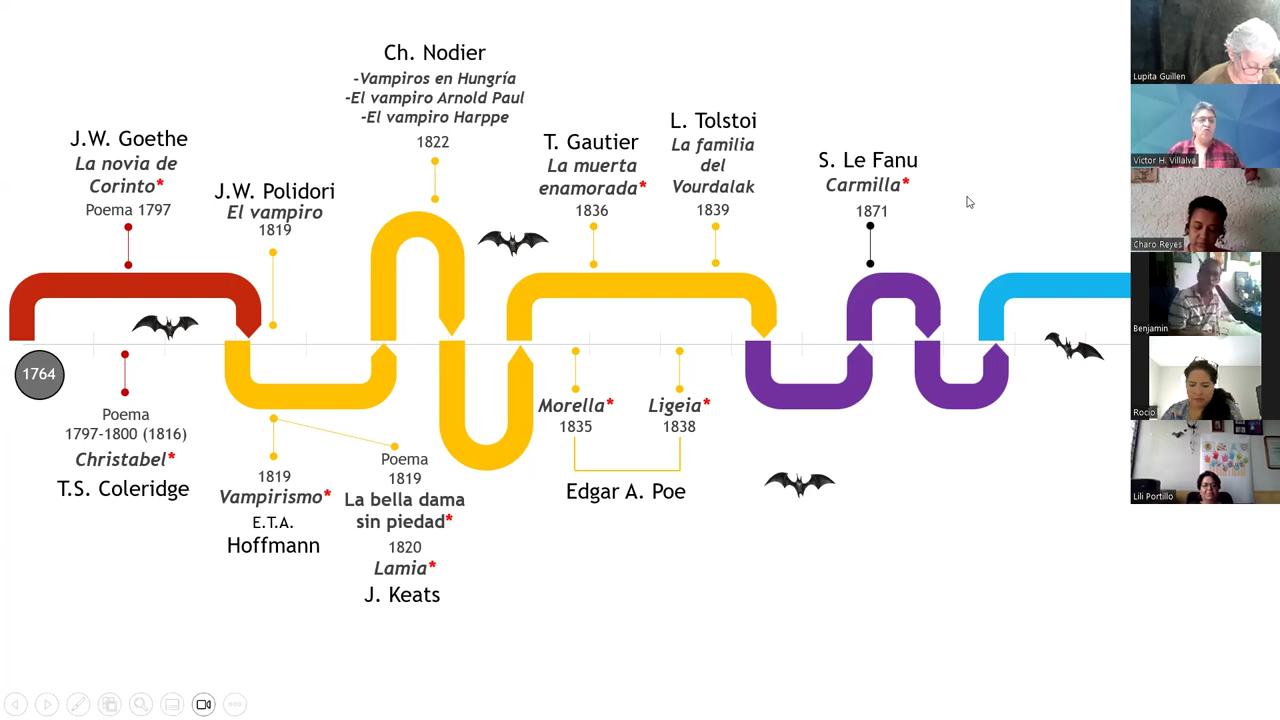 Ch. Nodier
-Vampiros en Hungría
-El vampiro Arnold Paul
-El vampiro Harppe
1822
J.W. Goethe
La novia de
Corinto*
Poema 1797
J.W. Polidori
El vampiro
1819
T. Gautier
La muerta
enamorada*
1836
L. Tolstoi
La familia
del
Vourdalak
1839
S. Le Fanu
Carmilla*
1871
1764
Poema
1797-1800 (1816)
Christabel*
T.S. Coleridge
1819
Vampirismo*
E.T.A.
Hoffmann
Poema
1819
La bella dama
sin piedad*
1820
Lamia*
J. Keats
Morella*
1835
Ligeia*
1838
Edgar A. Poe
Lupita Guillen
Victor H. Villalva
Charo Reyes
Benjamin
Rocio
Lili Portillo